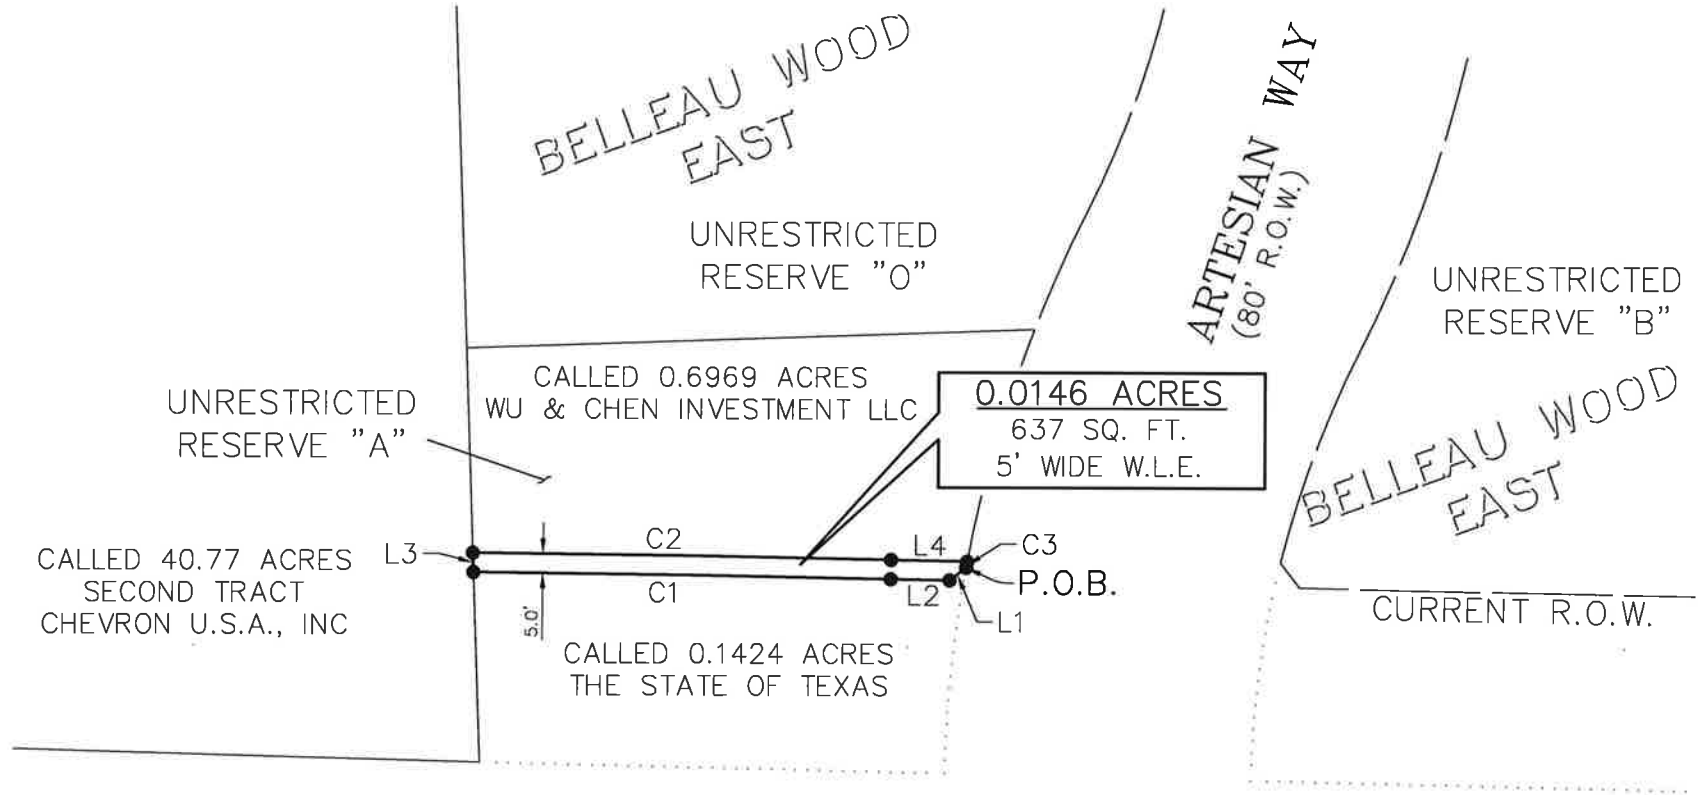 BELLEAU WOOD
EAST
ARTESIAN WAY
(80' R.O.W.)
UNRESTRICTED
RESERVE "O"
UNRESTRICTED
RESERVE "B"
CALLED 0.6969 ACRES
WU & CHEN INVESTMENT LLC
0.0146 ACRES
637 SQ. FT.
5' WIDE W.L.E.
UNRESTRICTED
RESERVE "A"
BELLEAU WOOD
EAST
CALLED 40.77 ACRES
SECOND TRACT
CHEVRON U.S.A., INC
L3
C2
L4
C3
P.O.B.
C1
L2
L1
5.0'
CURRENT R.O.W.
CALLED 0.1424 ACRES
THE STATE OF TEXAS